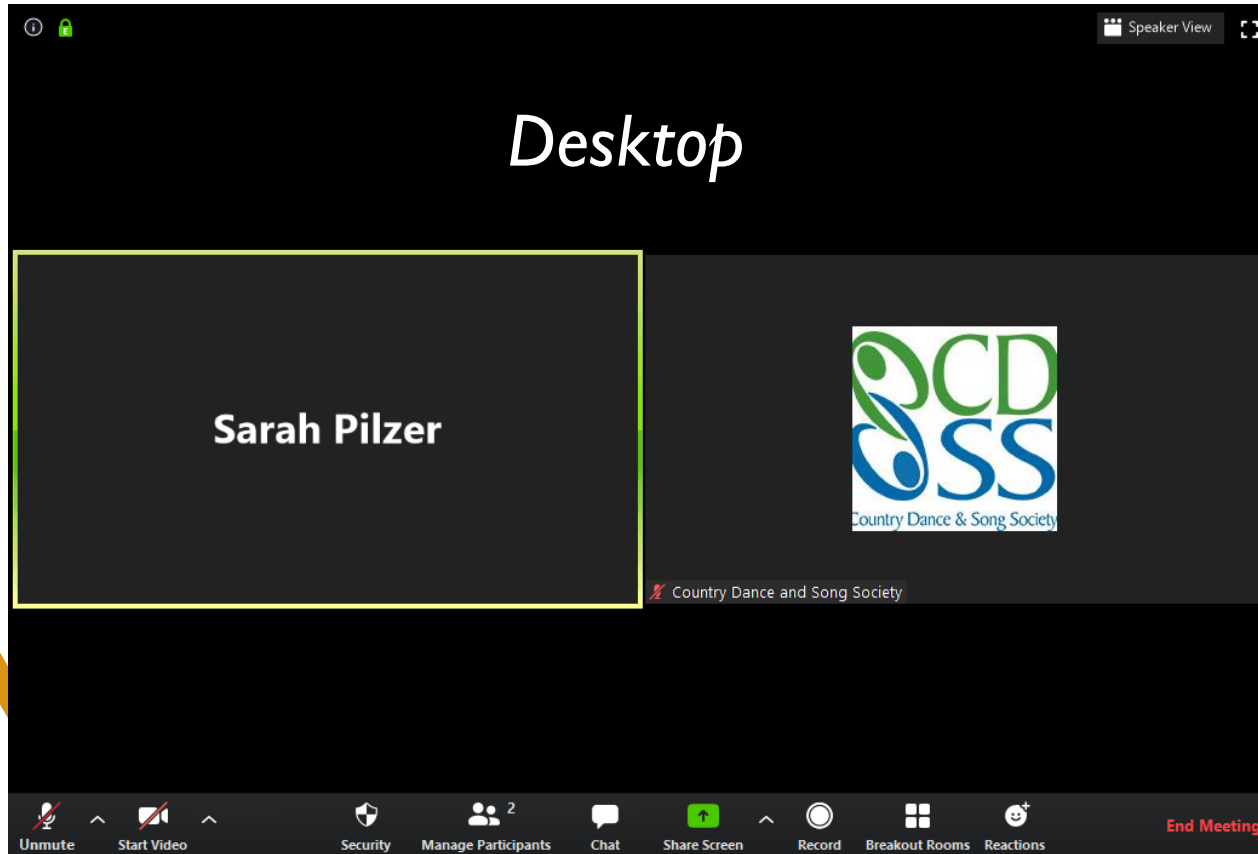 Speaker View
Desktop
Sarah Pilzer
CD
SS
Country Dance & Song Society
Country Dance and Song Society
2
Unmute Start Video Security Manage Participants Chat Share Screen Record Breakout Rooms Reactions End Meeting